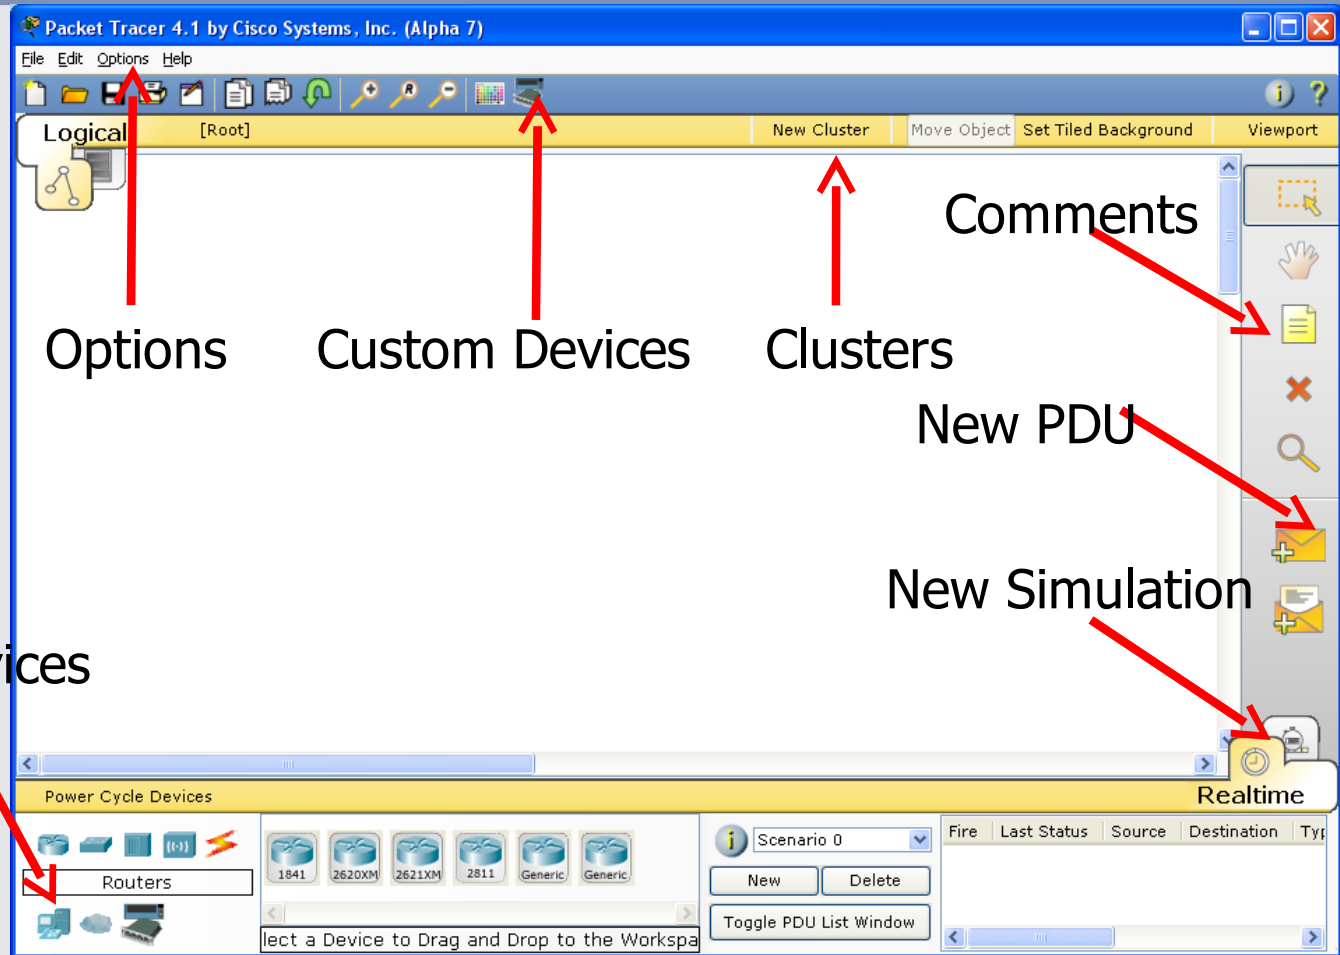 Packet Tracer 4.1 by Cisco Systems, Inc. (Alpha 7)
File Edit Options Help
Logical [Root] New Cluster Move Object Set Tiled Background Viewport
Comments
Options Custom Devices Clusters
New PDU
New Simulation
ices
Realtime
Power Cycle Devices
Fire Last Status Source Destination Typ
Scenario 0
1841 2620XM 2621XM 2811 Generic Generic
Routers
New Delete
Toggle PDU List Window
lect a Device to Drag and Drop to the Workspa